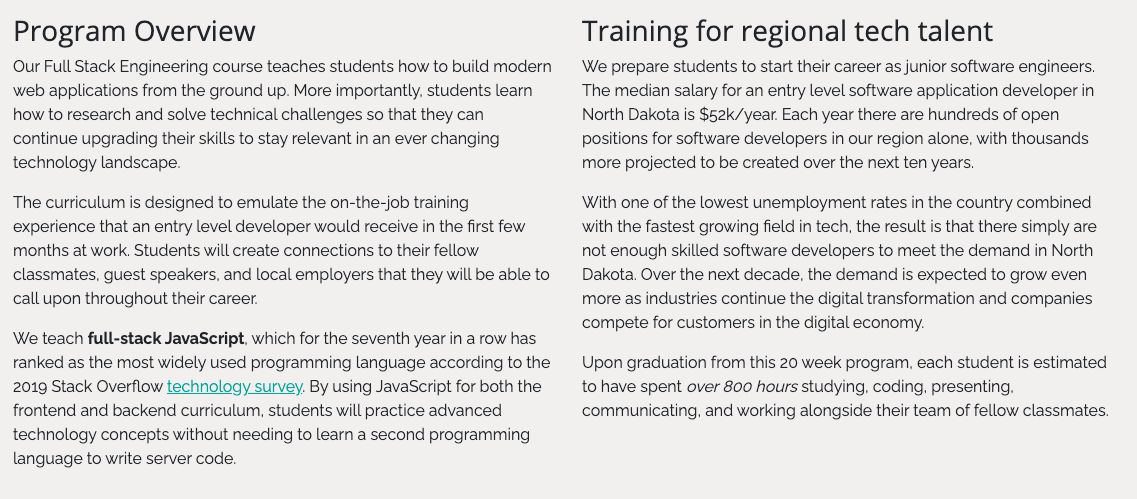 Program Overview
Our Full Stack Engineering course teaches students how to build modern
web applications from the ground up. More importantly, students learn
how to research and solve technical challenges so that they can
continue upgrading their skills to stay relevant in an ever changing
technology landscape.
The curriculum is designed to emulate the on-the-job training
experience that an entry level developer would receive in the first few
months at work. Students will create connections to their fellow
classmates, guest speakers, and local employers that they will be able to
call upon throughout their career.
We teach full-stack JavaScript, which for the seventh year in a row has
ranked as the most widely used programming language according to the
2019 Stack Overflow technology survey. By using JavaScript for both the
frontend and backend curriculum, students will practice advanced
technology concepts without needing to learn a second programming
language to write server code.
Training for regional tech talent
We prepare students to start their career as junior software engineers.
The median salary for an entry level software application developer in
North Dakota is $52k/year. Each year there are hundreds of open
positions for software developers in our region alone, with thousands
more projected to be created over the next ten years.
With one of the lowest unemployment rates in the country combined
with the fastest growing field in tech, the result is that there simply are
not enough skilled software developers to meet the demand in North
Dakota. Over the next decade, the demand is expected to grow even
more as industries continue the digital transformation and companies
compete for customers in the digital economy.
Upon graduation from this 20 week program, each student is estimated
to have spent over 800 hours studying, coding, presenting,
communicating, and working alongside their team of fellow classmates.